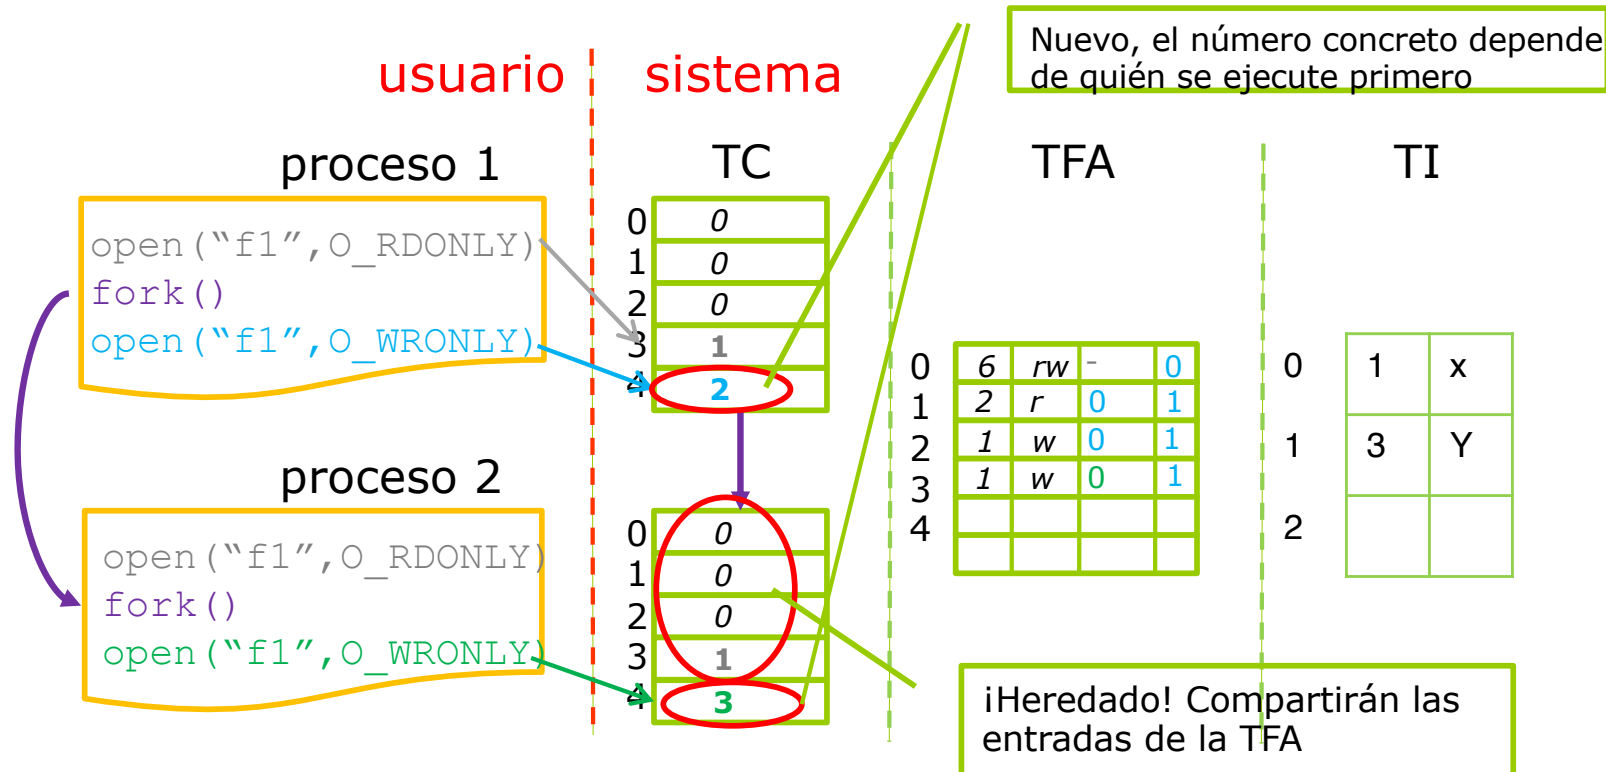 Nuevo, el número concreto depende
de quién se ejecute primero
usuario
sistema
proceso 1
TC
TFA
TI
open(“f1”,O_RDONLY)
fork()
open(“f1”,O_WRONLY)
0 0
1 0
2 0
3 1
4 2
0 6 rw - 0
1 2 r 0 1
2 1 w 0 1
3 1 w 0 1
4
0 1 x
1 3 Y
2
proceso 2
open(“f1”,O_RDONLY)
fork()
open(“f1”,O_WRONLY)
0 0
1 0
2 0
3 1
4 3
¡Heredado! Compartirán las
entradas de la TFA